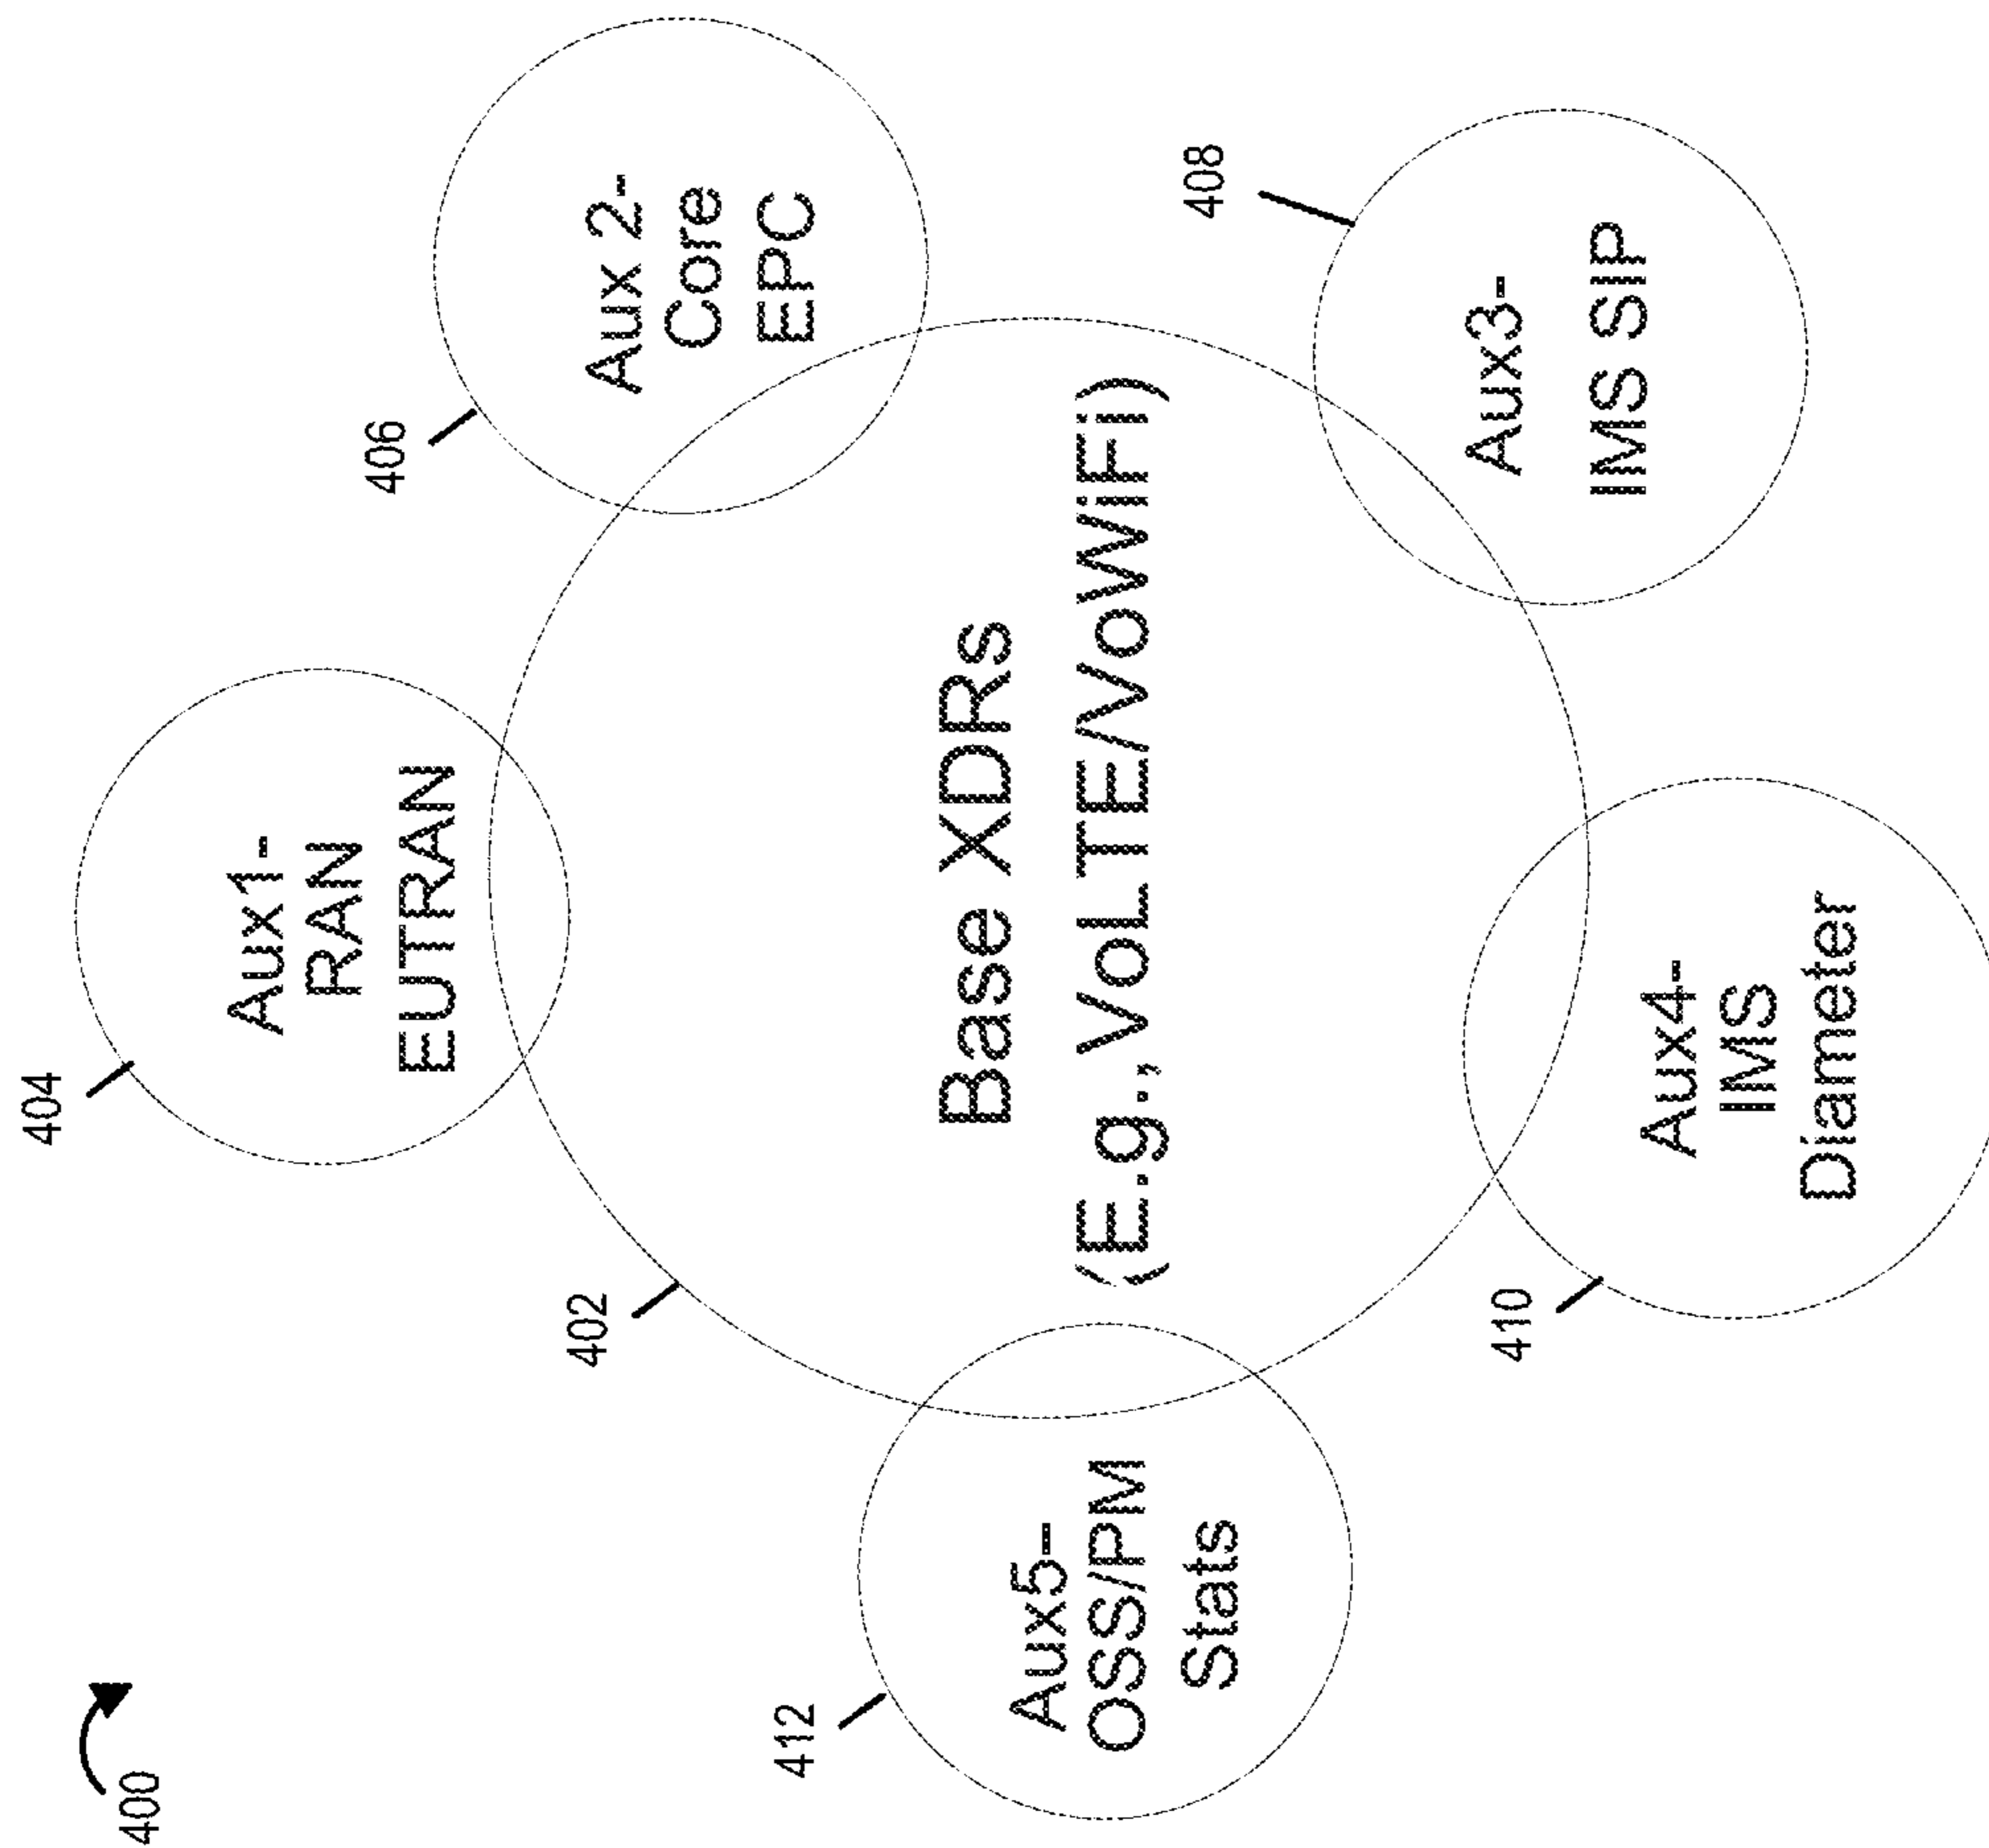 400
404
Aux1-
RAN
EUTRAN
406
Aux 2-
Core
EPC
402
Base XDRs
(E.g.,VoLTE/VoWiFi)
412
Aux5-
OSS/PM
Stats
408
Aux3-
IMS SIP
410
Aux4-
IMS
Diameter